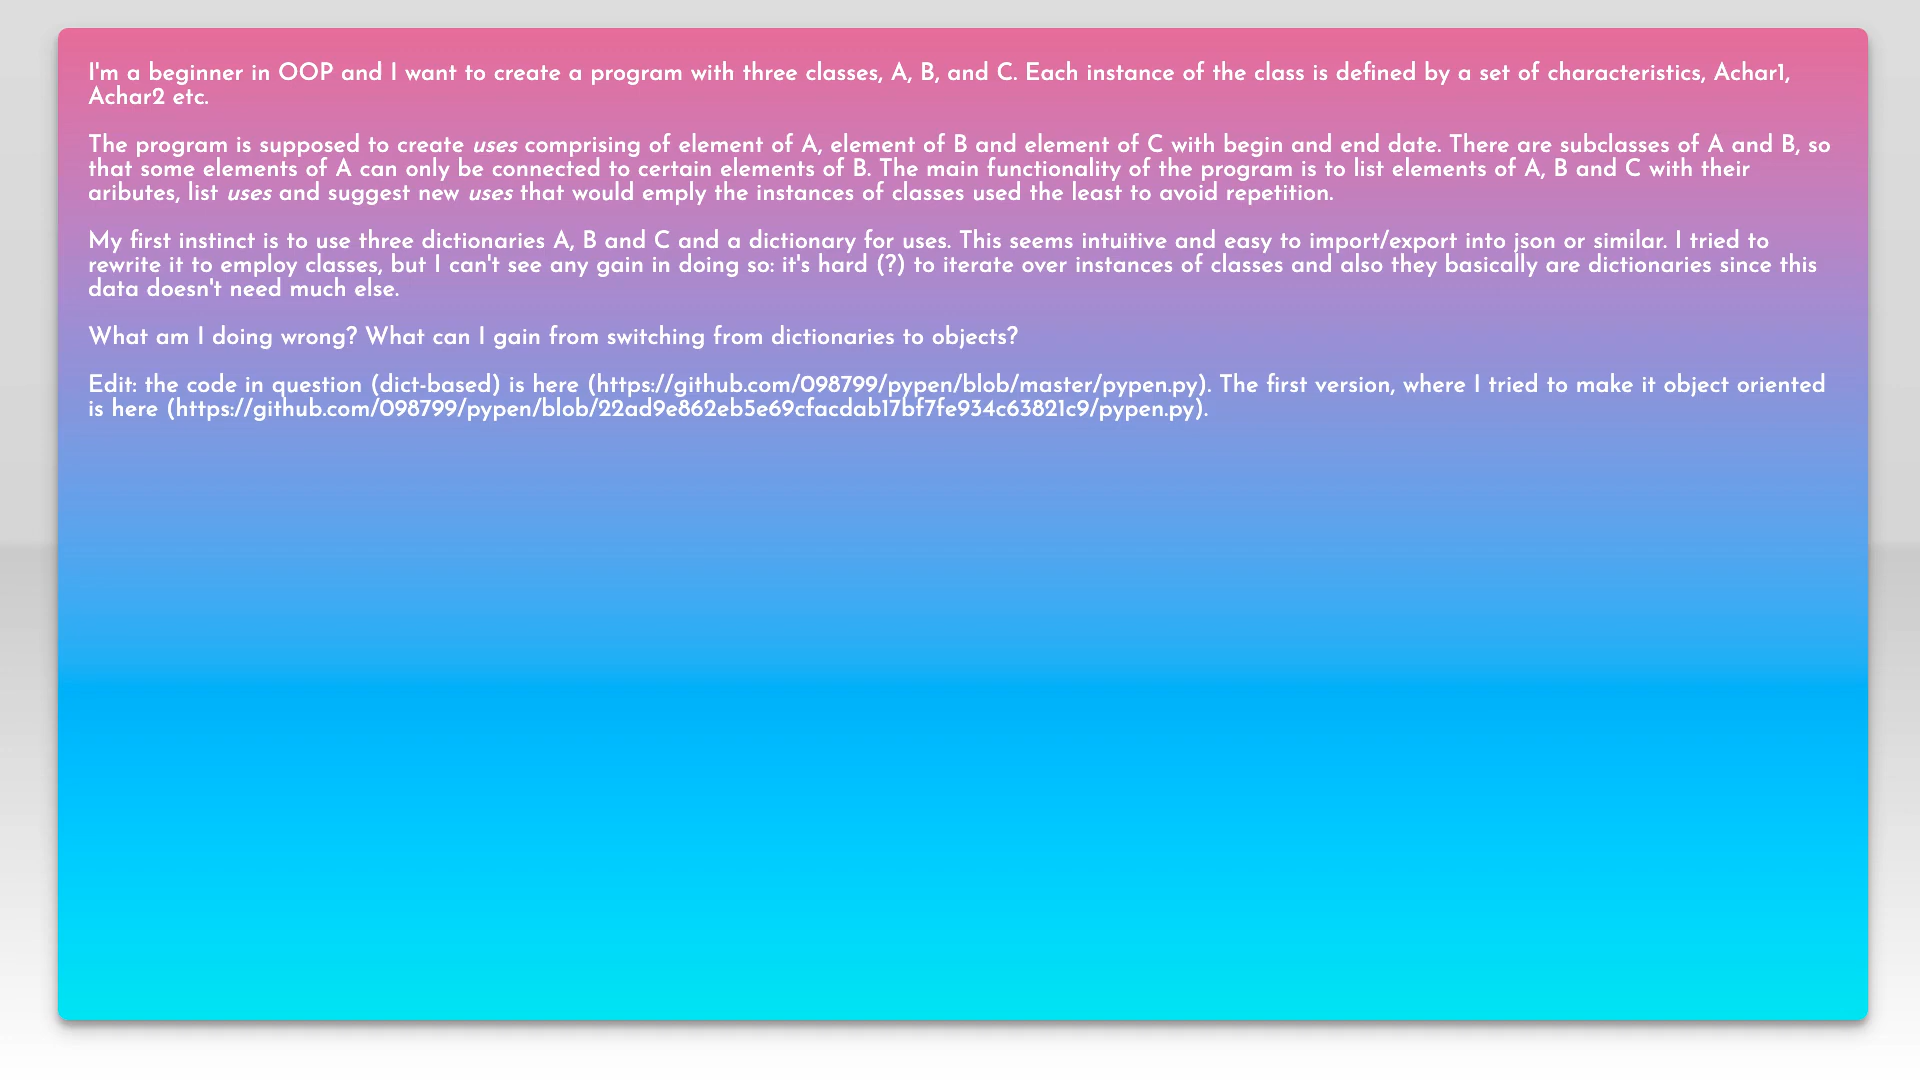 I'm a beginner in OOP and I want to create a program with three classes, A, B, and C. Each instance of the class is defined by a set of characteristics, Achar1,
Achar2 etc.
The program is supposed to create uses comprising of element of A, element of B and element of C with begin and end date. There are subclasses of A and B, so
that some elements of A can only be connected to certain elements of B. The main functionality of the program is to list elements of A, B and C with their
aributes, list uses and suggest new uses that would emply the instances of classes used the least to avoid repetition.
My first instinct is to use three dictionaries A, B and C and a dictionary for uses. This seems intuitive and easy to import/export into json or similar. I tried to
rewrite it to employ classes, but I can't see any gain in doing so: it's hard (?) to iterate over instances of classes and also they basically are dictionaries since this
data doesn't need much else.
What am I doing wrong? What can I gain from switching from dictionaries to objects?
Edit: the code in question (dict-based) is here (https://github.com/098799/pypen/blob/master/pypen.py). The first version, where I tried to make it object oriented
is here (https://github.com/098799/pypen/blob/22ad9e862eb5e69cfacdab17bf7fe934c63821c9/pypen.py).